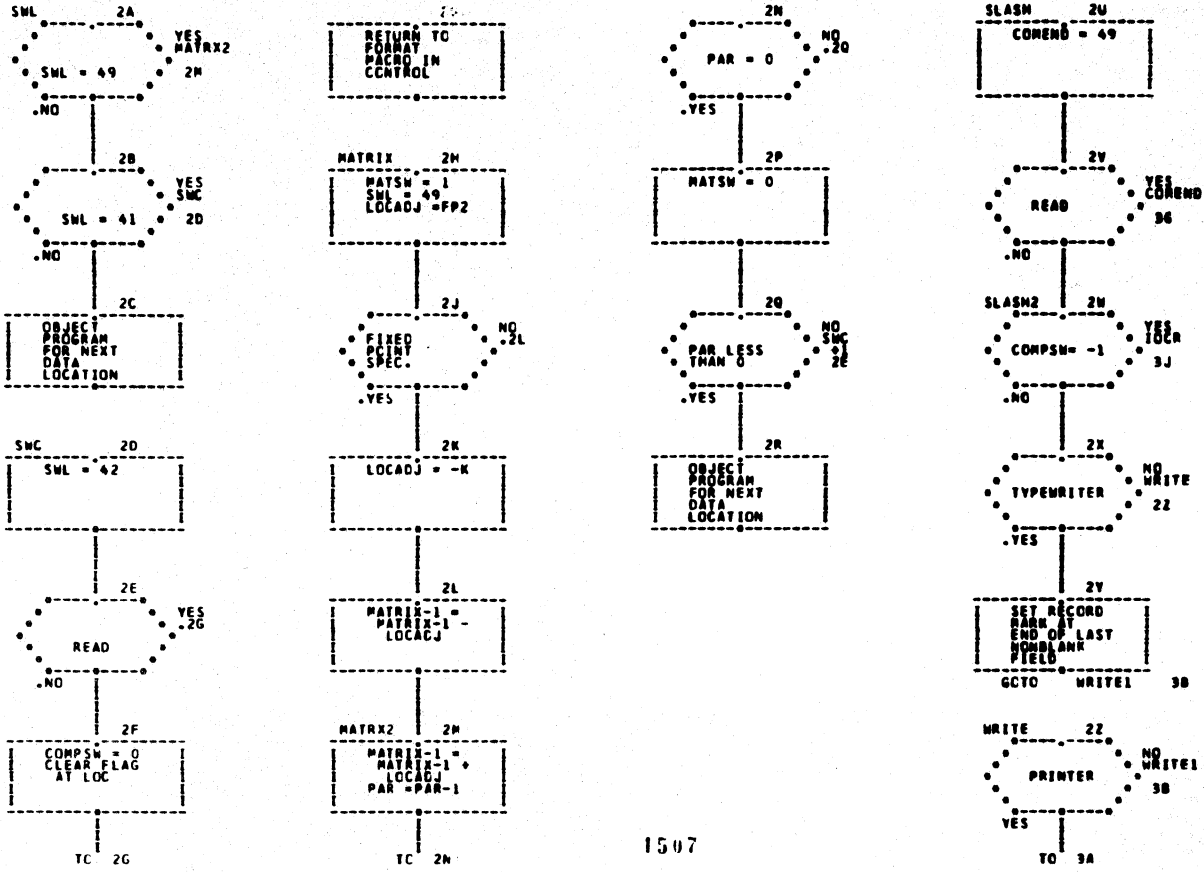 SWL 2A
YES
MATRX2
SWL = 49 2M
.NO
2B
YES
SWC
SWL = 41 2D
.NO
2C
OBJECT
PROGRAM
FOR NEXT
DATA
LOCATION
SWC 2D
SWL = 42
2E
YES
.2G
READ
.NO
2F
COMPSW = 0
CLEAR FLAG
AT LOC
TC 2G
RETURN TO
FORMAT
MACRO IN
CONTROL
MATRIX 2H
MATSW = 1
SWL = 49
LOCADJ =FP2
2J
NO
.2L
FIXED
POINT
SPEC.
.YES
2K
LOCADJ = -K
2L
MATRIX-1 =
MATRIX-1 -
LOCADJ
MATRX2 2M
MATRIX-1 =
MATRIX-1 +
LOCADJ
PAR =PAR-1
TC 2N
2N
NO
.2Q
PAR = 0
.YES
2P
MATSW = 0
2Q
NO
SWC
+1
2E
PAR LESS
THAN 0
.YES
2R
OBJECT
PROGRAM
FOR NEXT
DATA
LOCATION
1507
SLASH 2U
COMEND = 49
2V
YES
COMEND
READ
3G
.NO
SLASH2 2W
YES
IOCR
COMPSW= -1
3J
.NO
2X
NO
WRITE
TYPEWRITER
2Z
.YES
2Y
SET RECORD
MARK AT
END OF LAST
NONBLANK
FIELD
GCTO WRITE1 3B
WRITE 2Z
NO
WRITE1
PRINTER
3B
YES
TO 3A